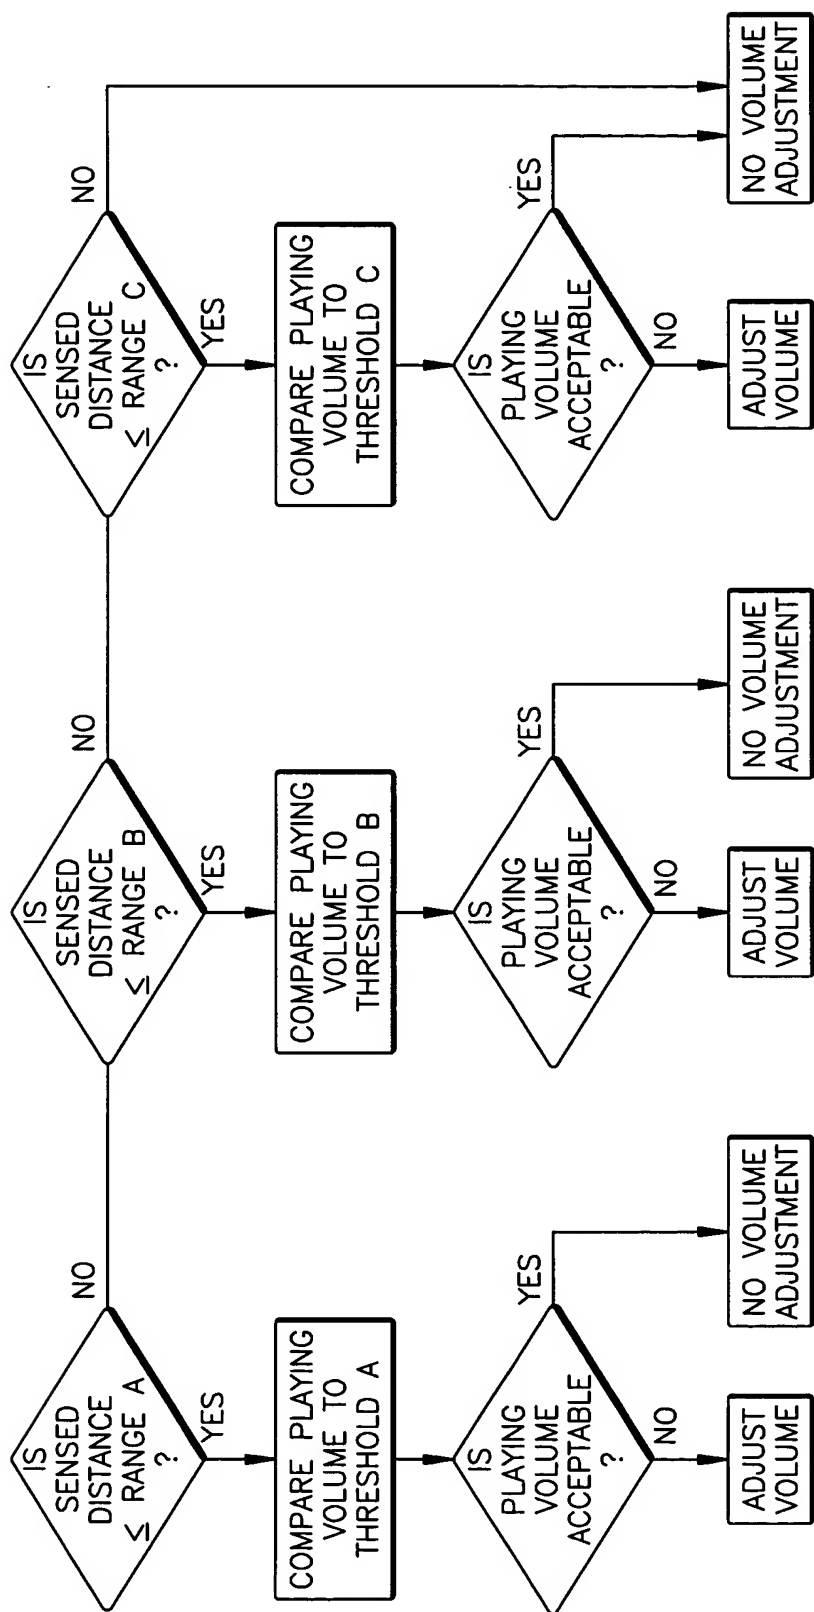 IS
SENSED
DISTANCE
≤ RANGE A
?
NO
YES
COMPARE PLAYING
VOLUME TO
THRESHOLD A
IS
PLAYING
VOLUME
ACCEPTABLE
?
YES
NO
ADJUST
VOLUME
NO VOLUME
ADJUSTMENT
IS
SENSED
DISTANCE
≤ RANGE B
?
NO
YES
COMPARE PLAYING
VOLUME TO
THRESHOLD B
IS
PLAYING
VOLUME
ACCEPTABLE
?
YES
NO
ADJUST
VOLUME
NO VOLUME
ADJUSTMENT
IS
SENSED
DISTANCE
≤ RANGE C
?
NO
YES
COMPARE PLAYING
VOLUME TO
THRESHOLD C
IS
PLAYING
VOLUME
ACCEPTABLE
?
YES
NO
ADJUST
VOLUME
NO VOLUME
ADJUSTMENT